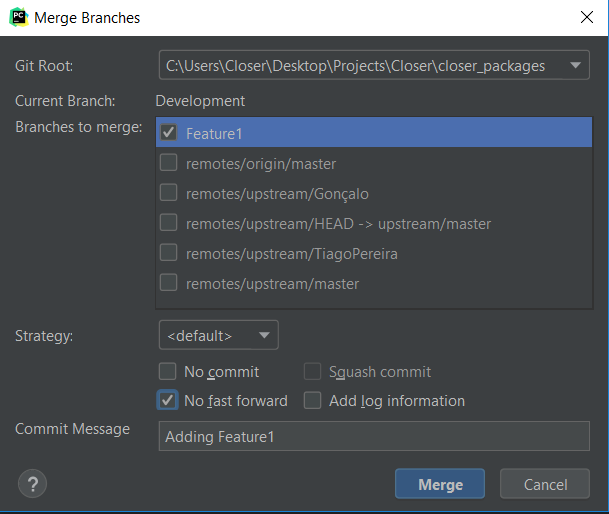 PC Merge Branches
Git Root: C:\Users\Closer\Desktop\Projects\Closer\closer_packages
Current Branch: Development
Branches to merge: Feature1
remotes/origin/master
remotes/upstream/Gonçalo
remotes/upstream/HEAD -> upstream/master
remotes/upstream/TiagoPereira
remotes/upstream/master
Strategy: <default>
No commit Squash commit
No fast forward Add log information
Commit Message Adding Feature1
? Merge Cancel